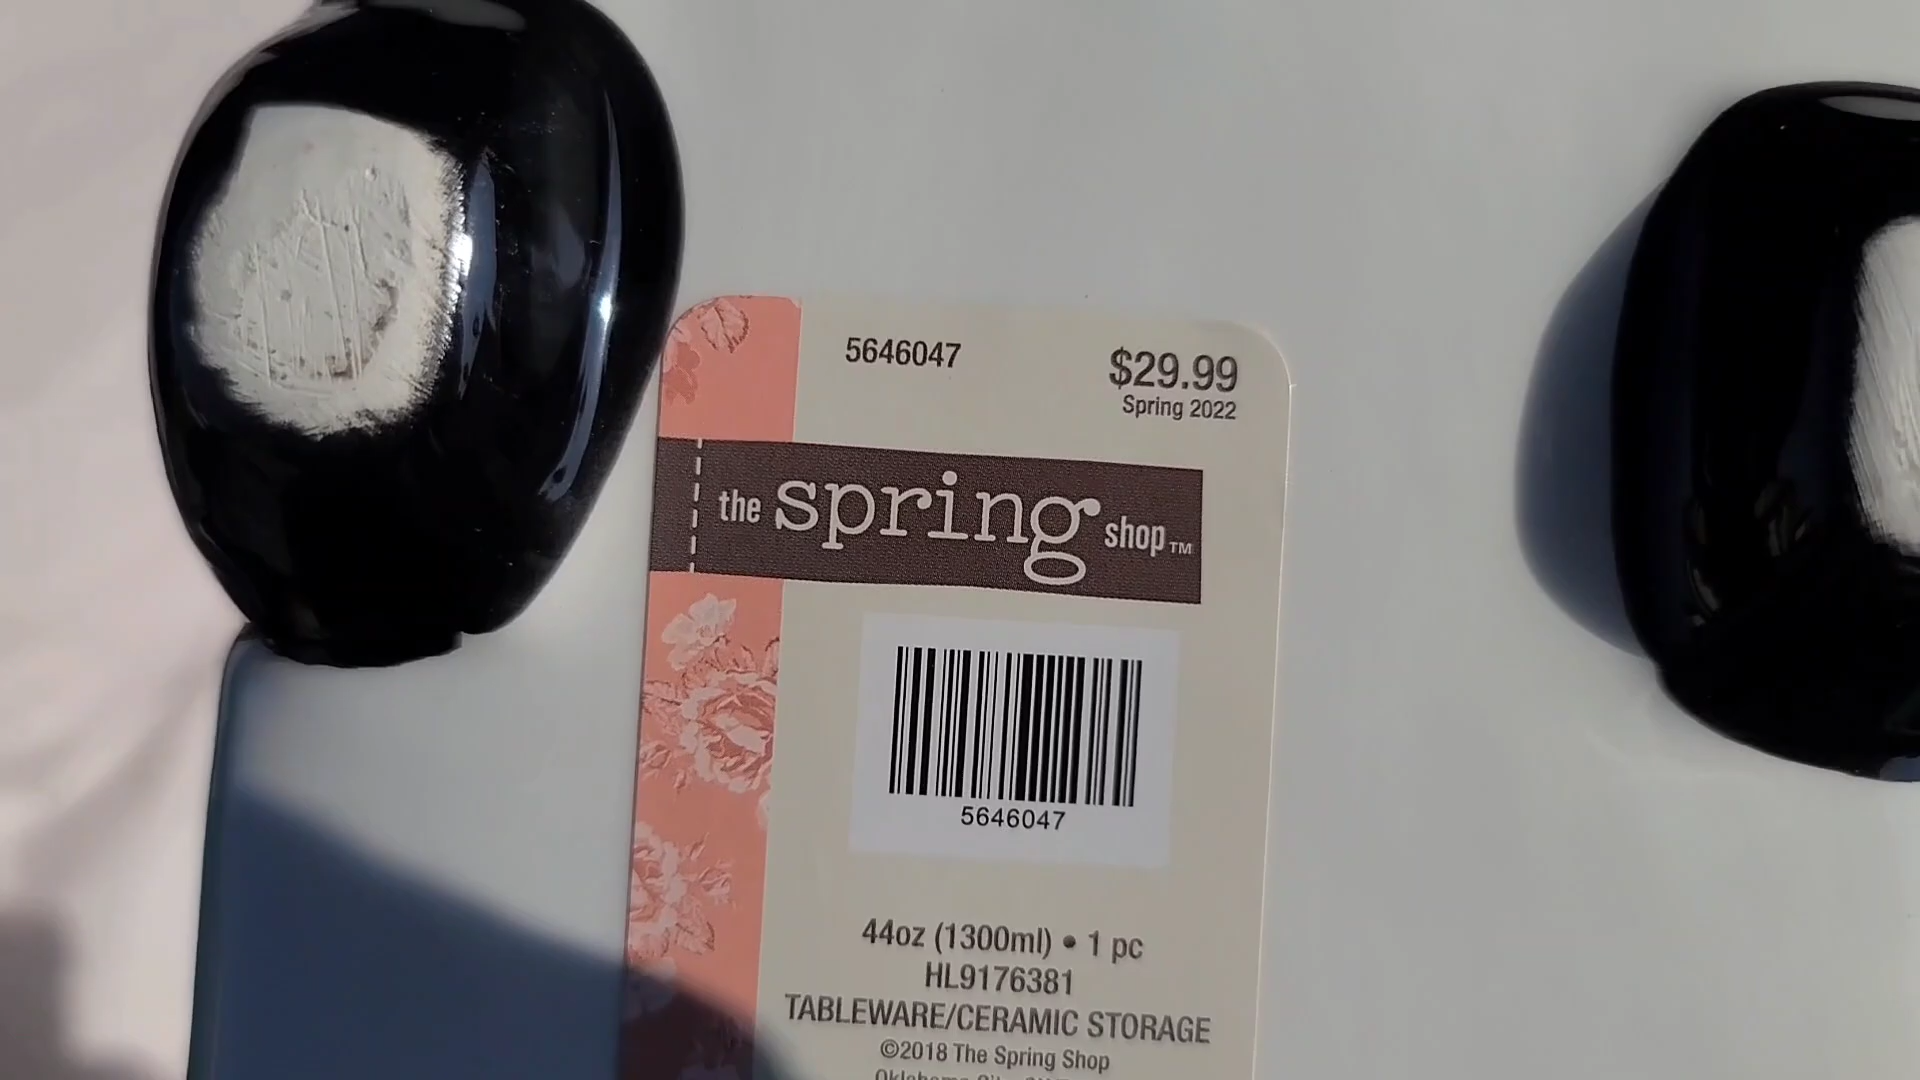 5646047
$29.99
Spring 2022
the spring shop™
5646047
44oz (1300ml) • 1 pc
HL9176381
TABLEWARE/CERAMIC STORAGE
©2018 The Spring Shop
Oklahoma